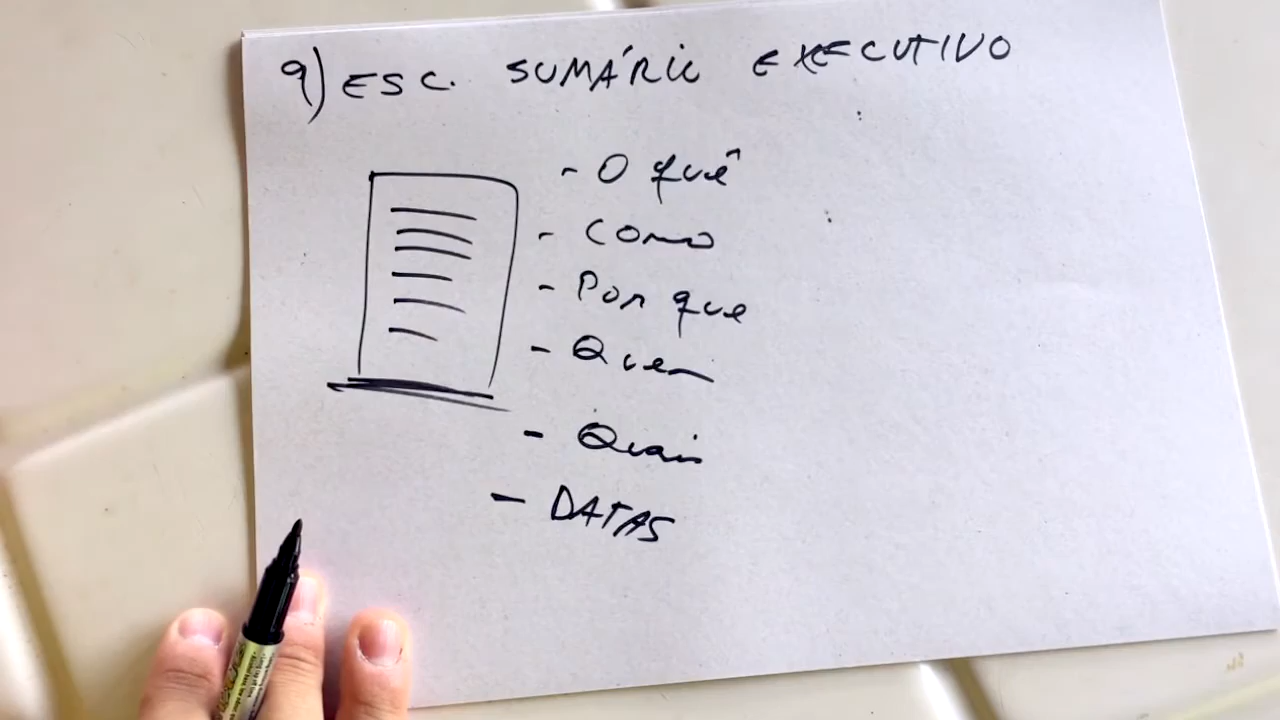 9) ESC. SUMÁRIO EXECUTIVO
- O quê
- Como
- Por que
- Quem
- Quais
- DATAS